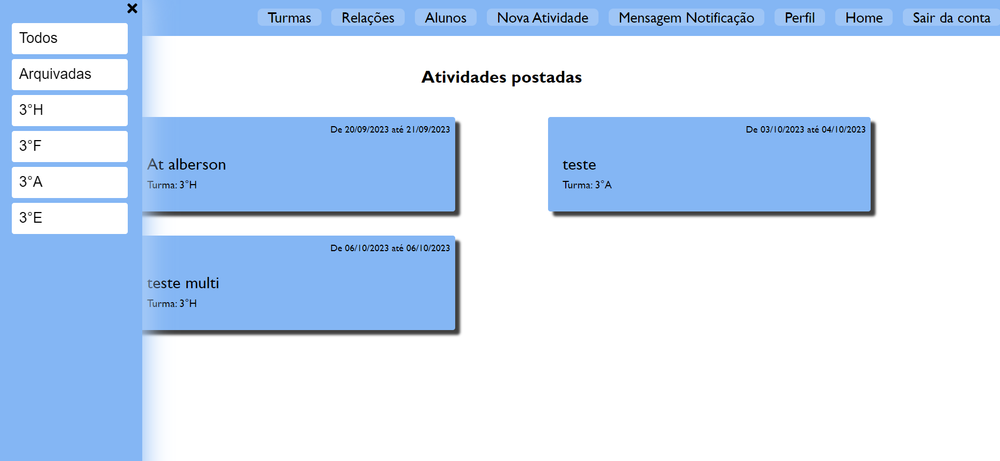 Todos
Arquivadas
3°H
3°F
3°A
3°E
Turmas Relações Alunos Nova Atividade Mensagem Notificação Perfil Home Sair da conta
Atividades postadas
De 20/09/2023 até 21/09/2023
At alberson
Turma: 3°H
De 03/10/2023 até 04/10/2023
teste
Turma: 3°A
De 06/10/2023 até 06/10/2023
teste multi
Turma: 3°H